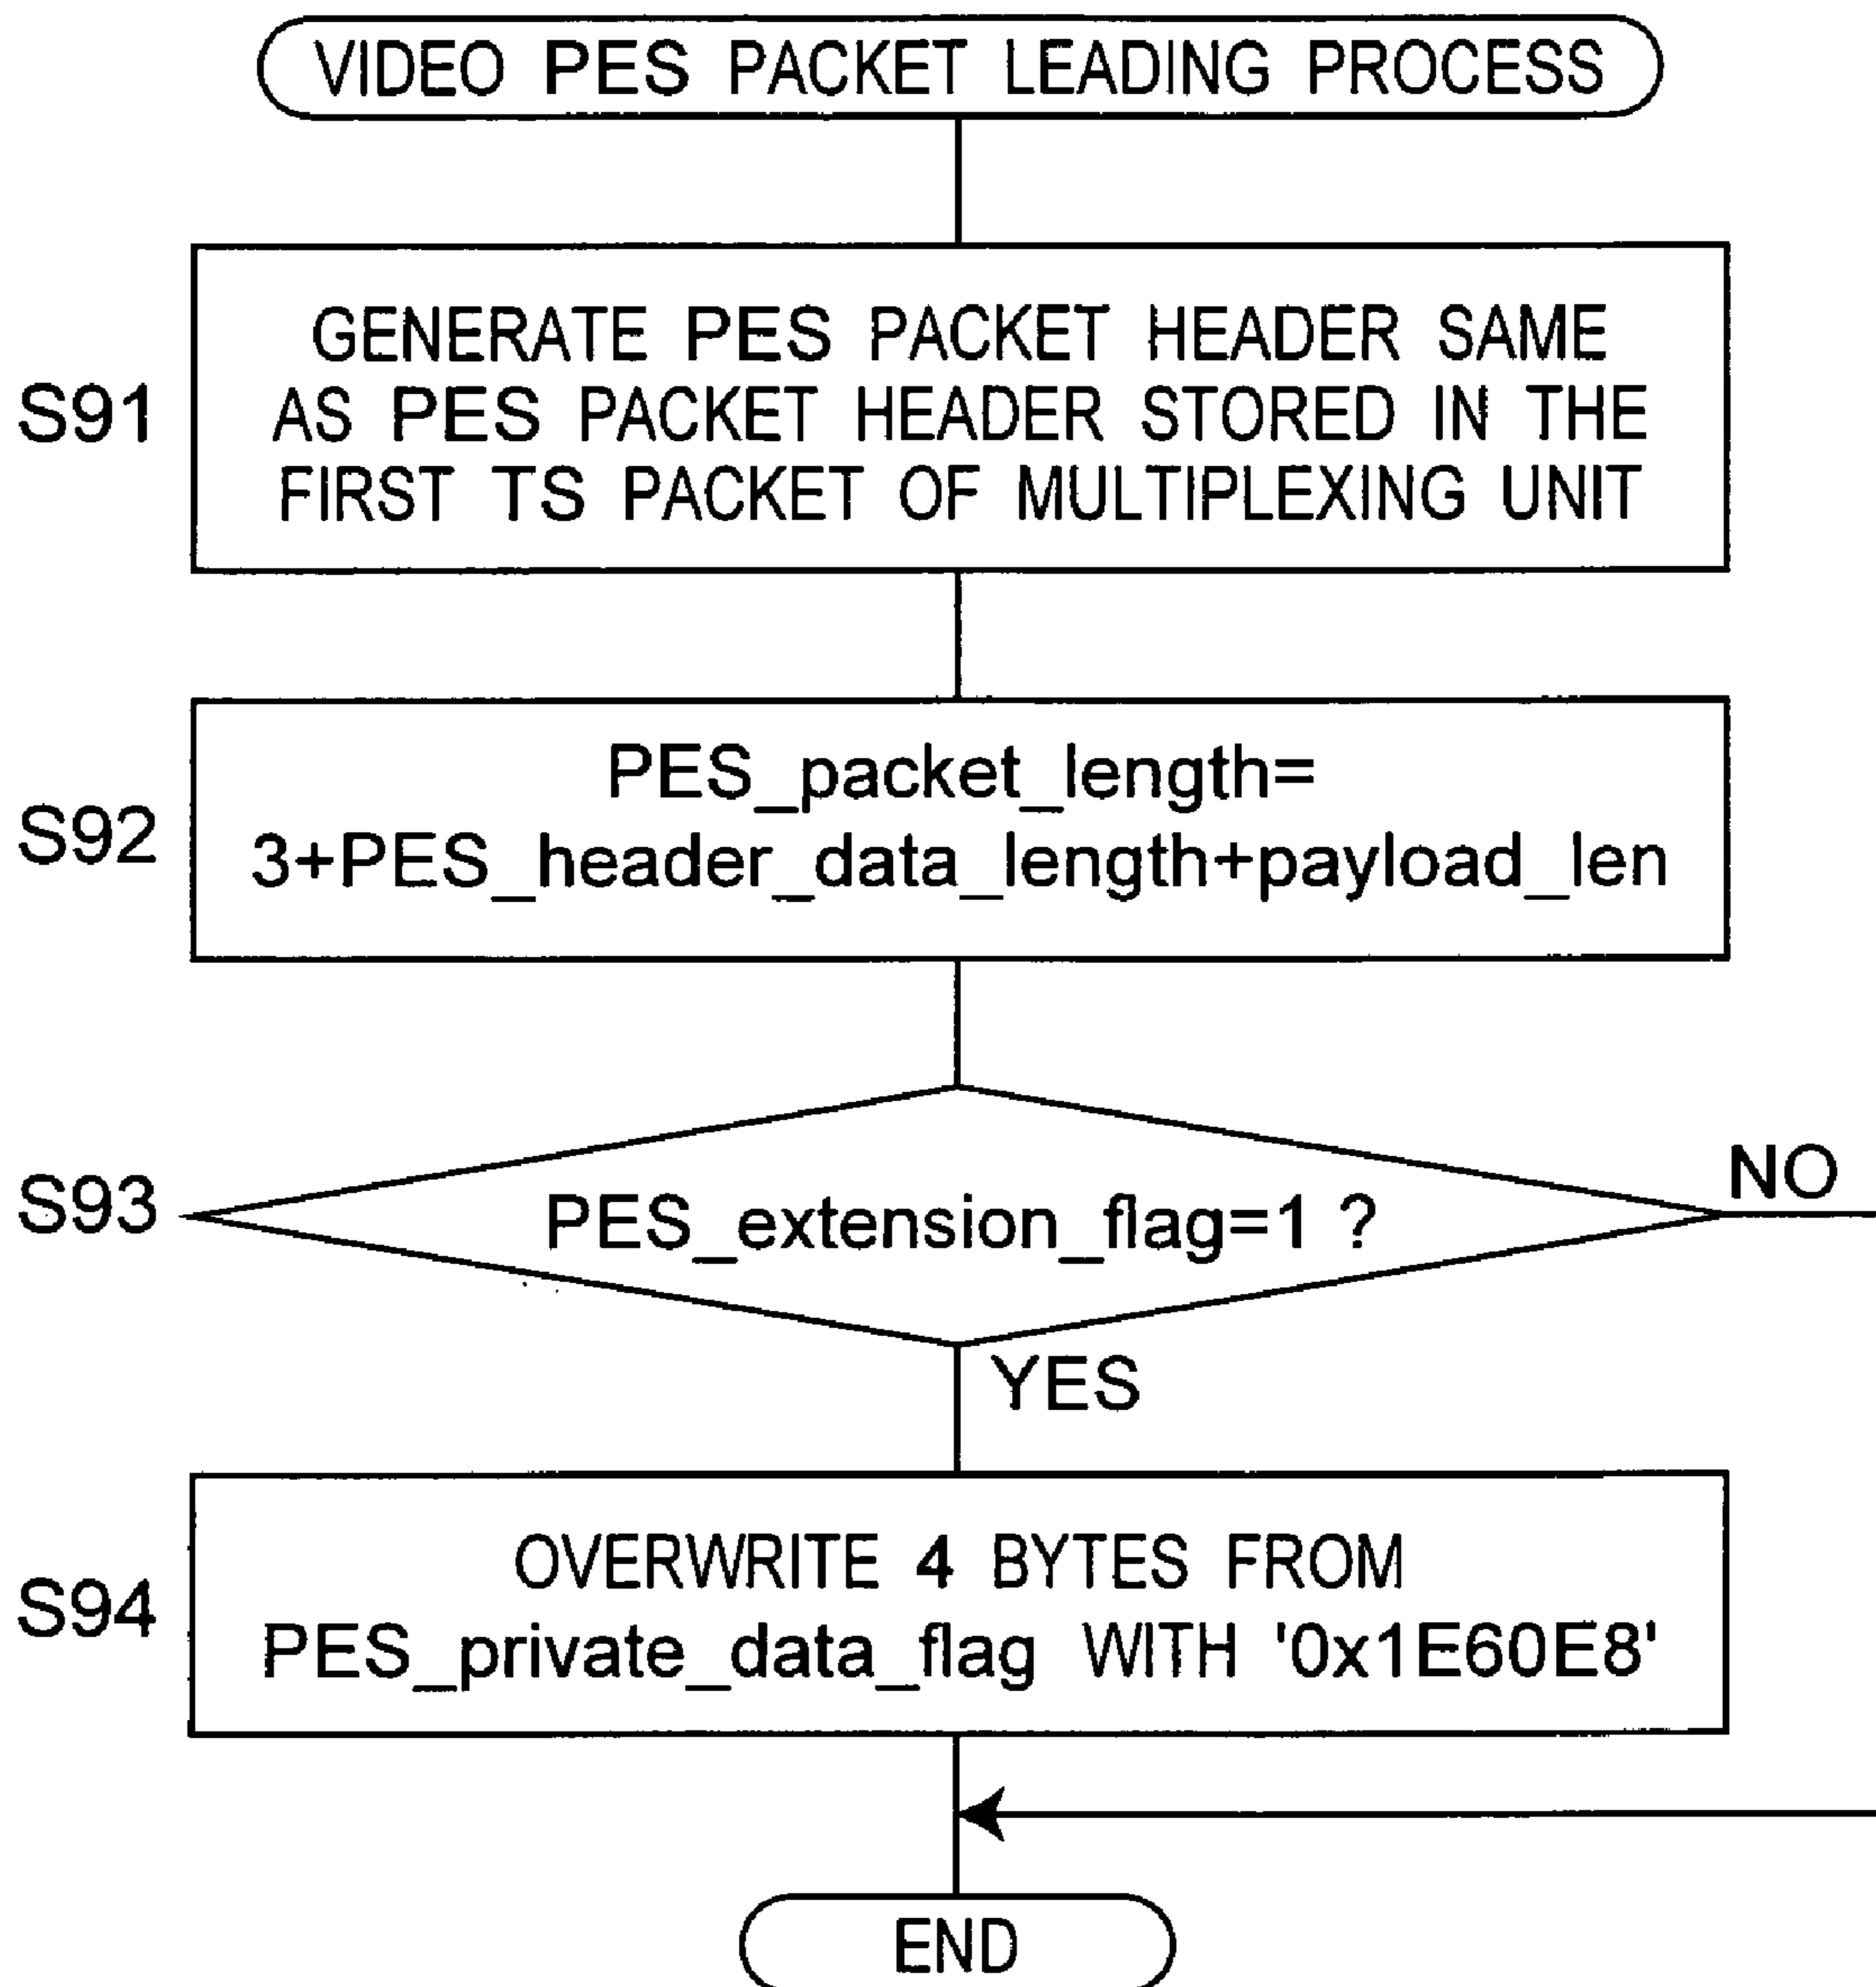 VIDEO PES PACKET LEADING PROCESS
S91
GENERATE PES PACKET HEADER SAME
AS PES PACKET HEADER STORED IN THE
FIRST TS PACKET OF MULTIPLEXING UNIT
S92
PES_packet_length=
3+PES_header_data_length+payload_len
S93
PES_extension_flag=1 ?
NO
YES
S94
OVERWRITE 4 BYTES FROM
PES_private_data_flag WITH '0x1E60E8'
END